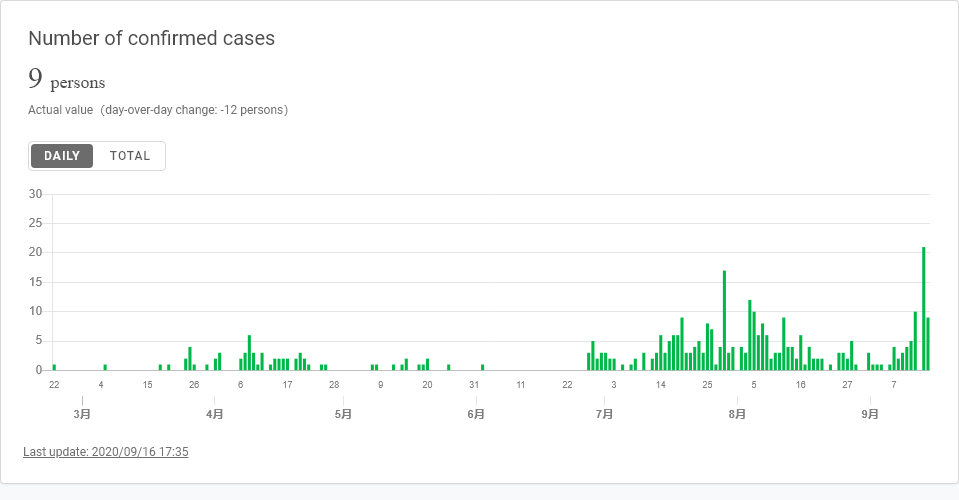 Number of confirmed cases
9 persons
Actual value（day-over-day change: -12 persons）
DAILY TOTAL
30
25
20
15
10
5
0
22 4 15 26 6 17 28 9 20 31 11 22 3 14 25 5 16 27 7
3月 4月 5月 6月 7月 8月 9月
Last update: 2020/09/16 17:35